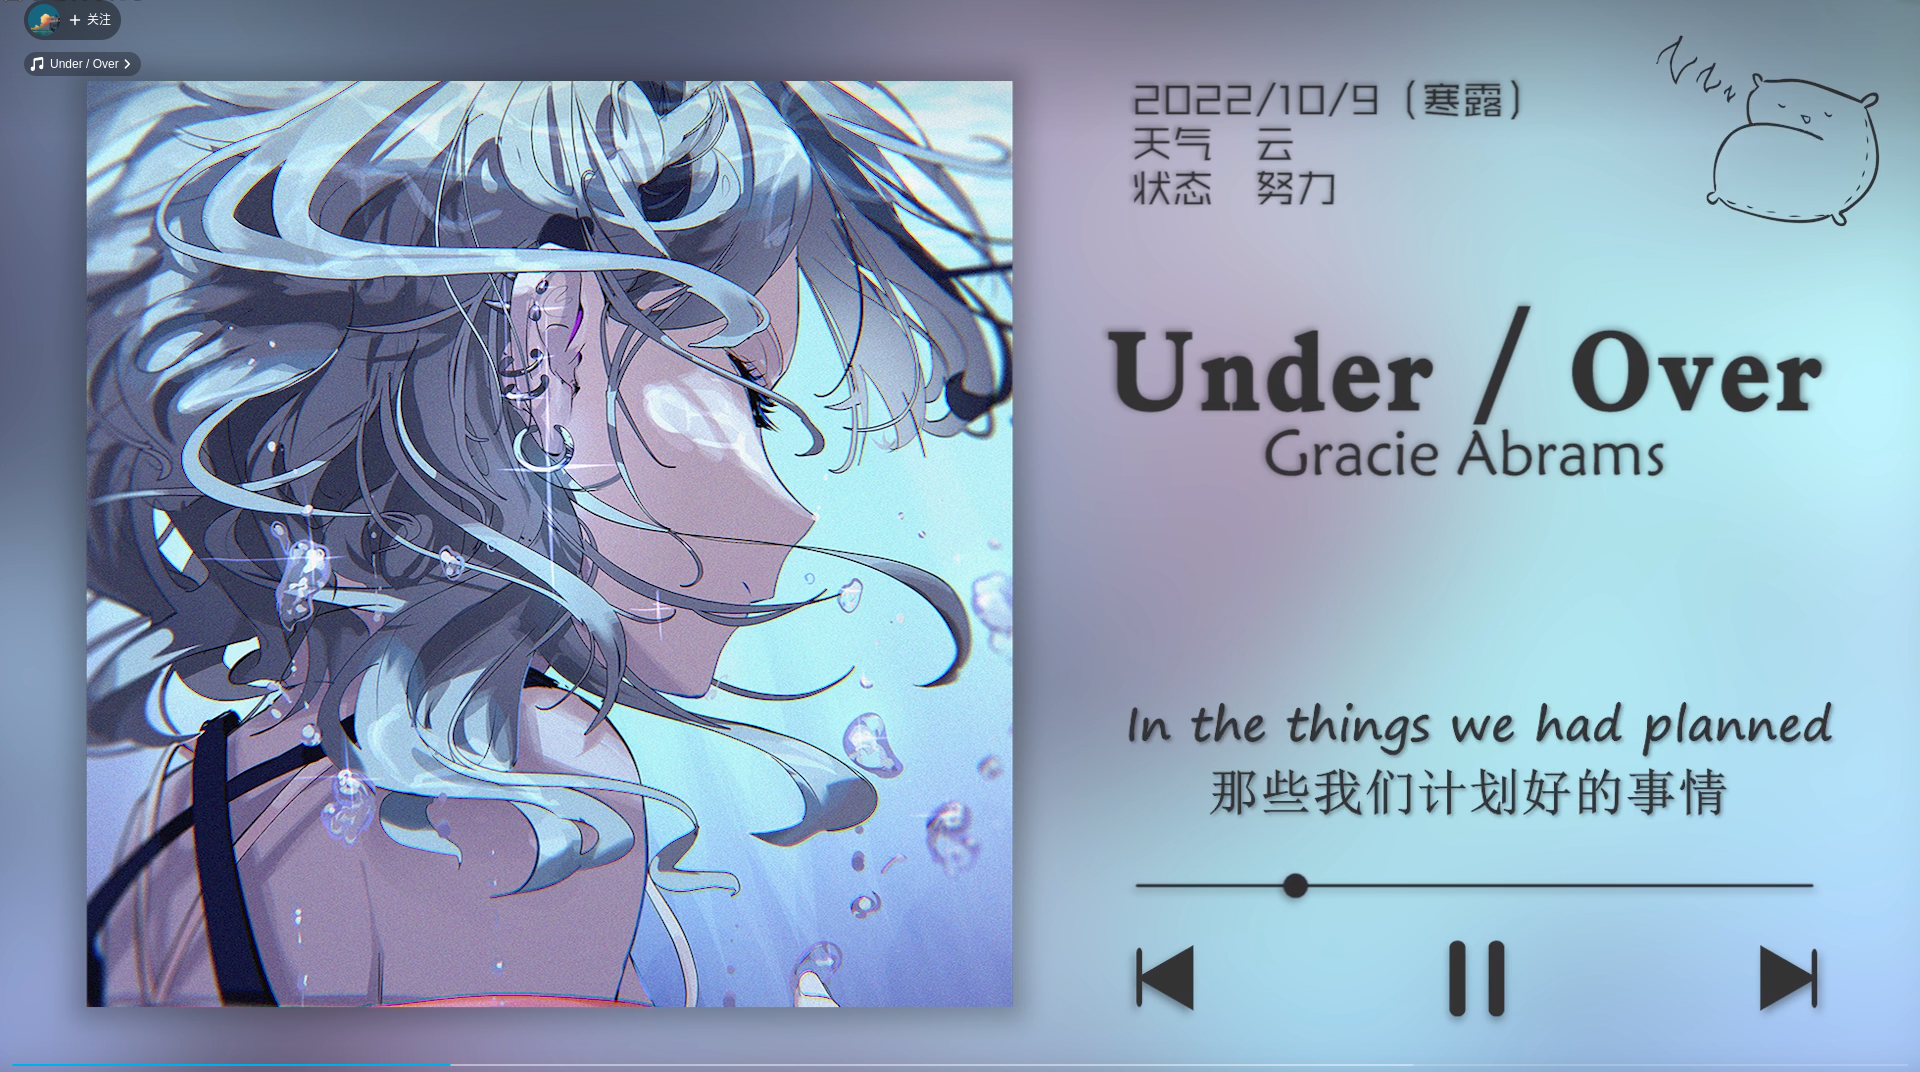 + 关注
Under / Over
2022/10/9（寒露）
天气 云
状态 努力
Under / Over
Gracie Abrams
In the things we had planned
那些我们计划好的事情